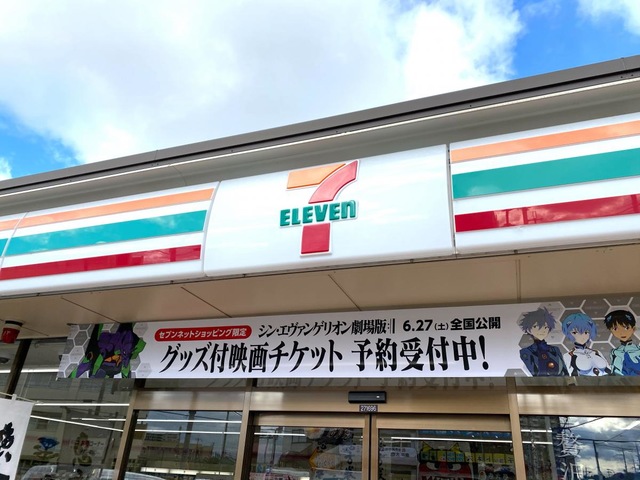 7
ELEVEn
セブンネットショッピング限定 シン・エヴァンゲリオン劇場版:|| 6.27(土)全国公開
グッズ付映画チケット 予約受付中!
271696